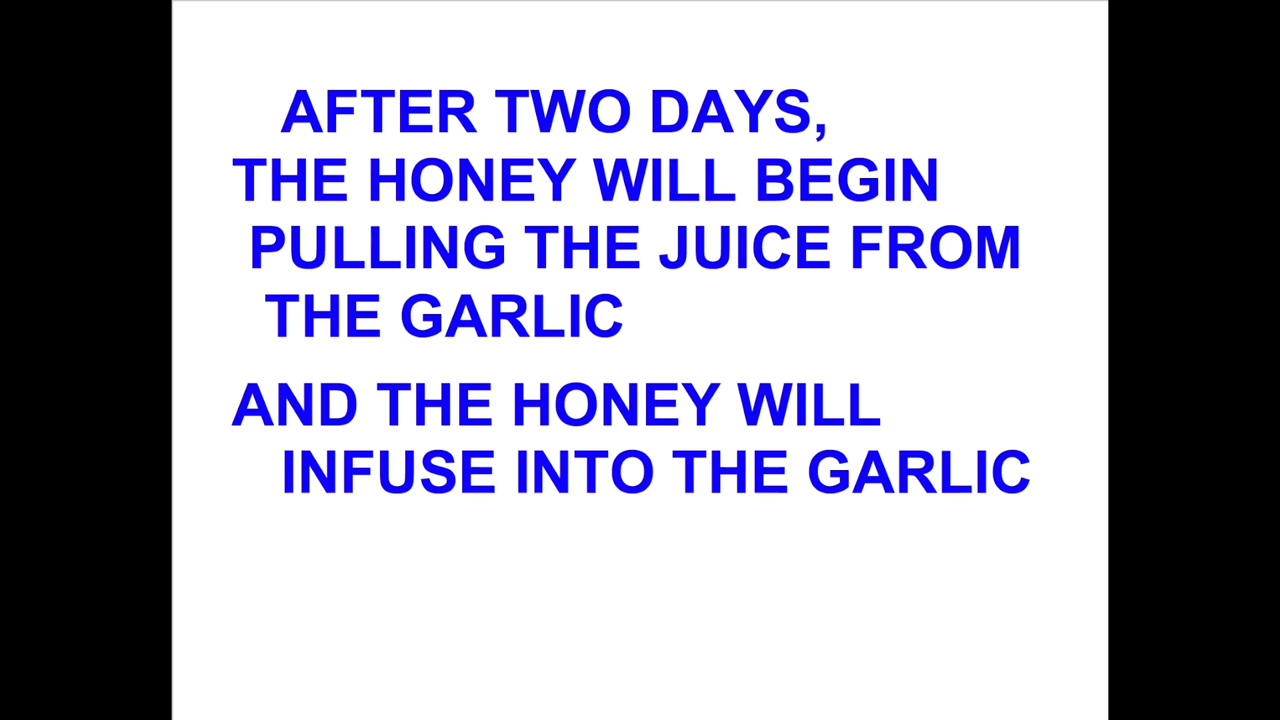 AFTER TWO DAYS,
THE HONEY WILL BEGIN
PULLING THE JUICE FROM
THE GARLIC
AND THE HONEY WILL
INFUSE INTO THE GARLIC